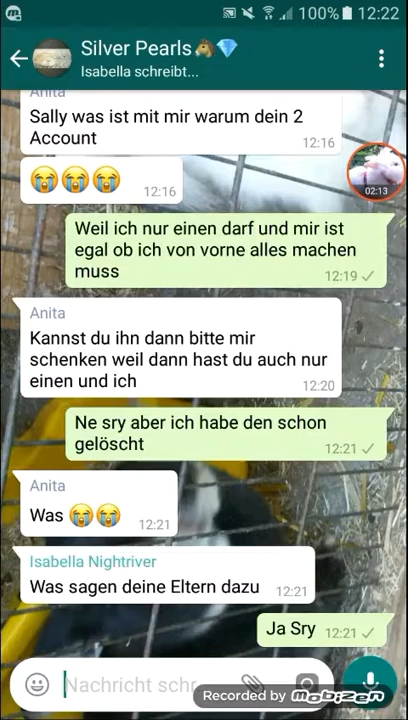 100% 12:22
Silver Pearls🐴💎
Isabella schreibt...
Anita
Sally was ist mit mir warum dein 2
Account
12:16
😭😭😭
12:16
02:13
Weil ich nur einen darf und mir ist
egal ob ich von vorne alles machen
muss
12:19
Anita
Kannst du ihn dann bitte mir
schenken weil dann hast du auch nur
einen und ich
12:20
Ne sry aber ich habe den schon
gelöscht
12:21
Anita
Was 😭😭
12:21
Isabella Nightriver
Was sagen deine Eltern dazu
12:21
Ja Sry
12:21
Nachricht schr
Recorded by mobizen